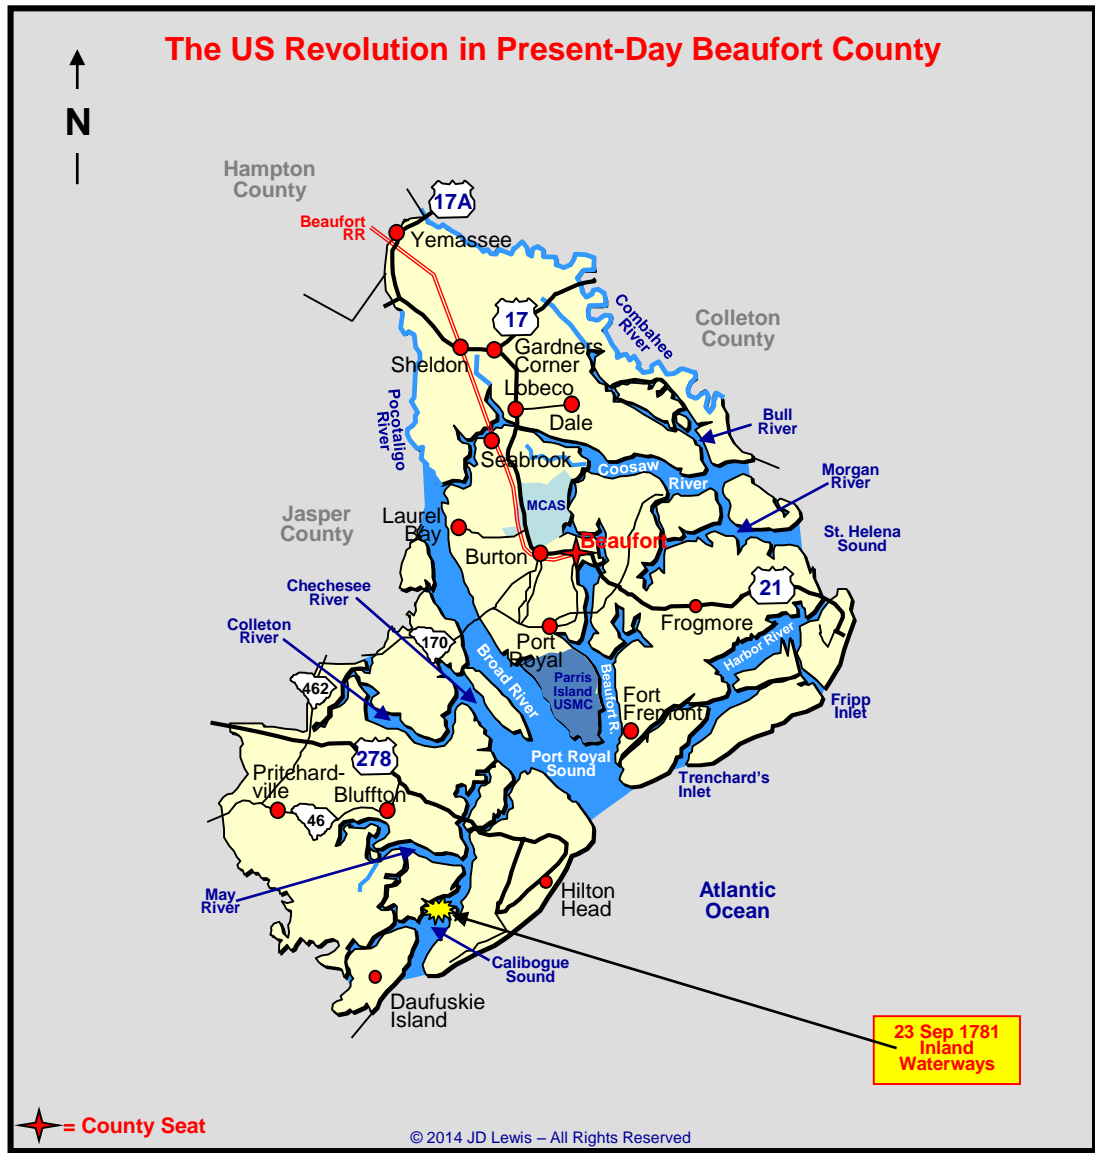 The US Revolution in Present-Day Beaufort County
N
Hampton
County
17A
Beaufort
RR
Yemassee
17
Combahee
River
Colleton
County
Sheldon
Gardners
Corner
Lobeco
Dale
Pocotaligo
River
Bull
River
Seabrook
Coosaw
River
Morgan
River
MCAS
Jasper
County
Laurel
Bay
St. Helena
Sound
Burton
Beaufort
Chechesee
River
21
Colleton
River
Frogmore
170
Port
Royal
Harbor River
Broad River
462
Parris
Island
USMC
Beaufort R.
Fort
Fremont
Fripp
Inlet
278
Port Royal
Sound
Trenchard's
Inlet
Pritchard-
ville
Bluffton
46
May
River
Hilton
Head
Atlantic
Ocean
Calibogue
Sound
Daufuskie
Island
23 Sep 1781
Inland
Waterways
= County Seat
© 2014 JD Lewis – All Rights Reserved